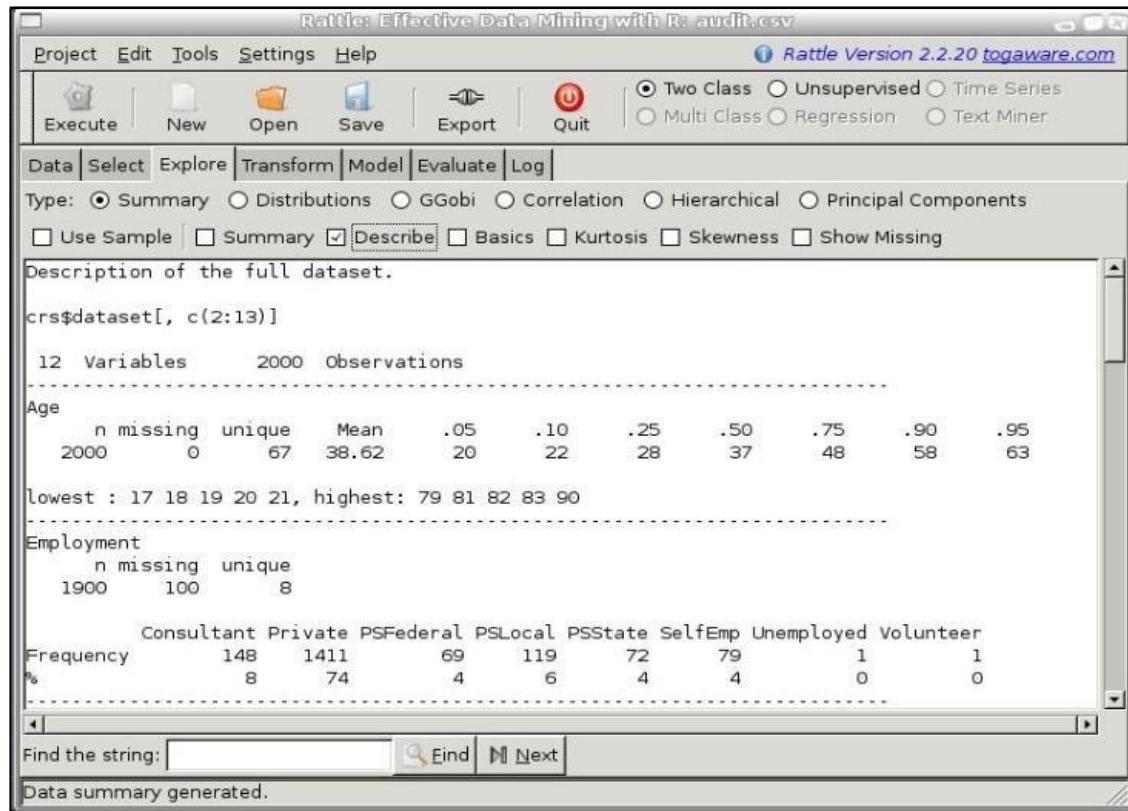 Rattle: Effective Data Mining with R: audit.csv
Project Edit Tools Settings Help Rattle Version 2.2.20 togaware.com
Execute New Open Save Export Quit
Two Class Unsupervised Time Series
Multi Class Regression Text Miner
Data Select Explore Transform Model Evaluate Log
Type: Summary Distributions GGobi Correlation Hierarchical Principal Components
Use Sample Summary Describe Basics Kurtosis Skewness Show Missing
Description of the full dataset.
crs$dataset[, c(2:13)]
12 Variables 2000 Observations
Age
n missing unique Mean .05 .10 .25 .50 .75 .90 .95
2000 0 67 38.62 20 22 28 37 48 58 63
lowest : 17 18 19 20 21, highest: 79 81 82 83 90
Employment
n missing unique
1900 100 8
Consultant Private PSFederal PSLocal PSState SelfEmp Unemployed Volunteer
Frequency 148 1411 69 119 72 79 1 1
% 8 74 4 6 4 4 0 0
Find the string: Find Next
Data summary generated.